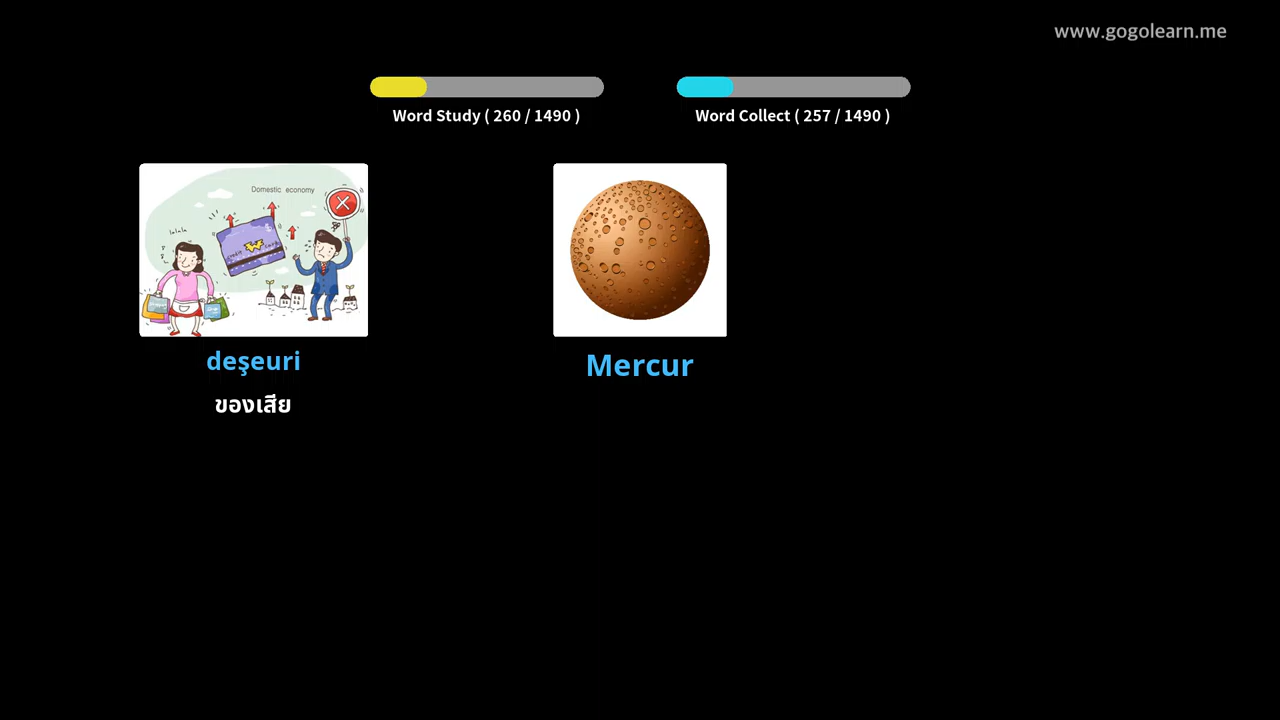 www.gogolearn.me
Word Study ( 260 / 1490 )
Word Collect ( 257 / 1490 )
Domestic economy
lalala
deşeuri
Mercur
ของเสีย